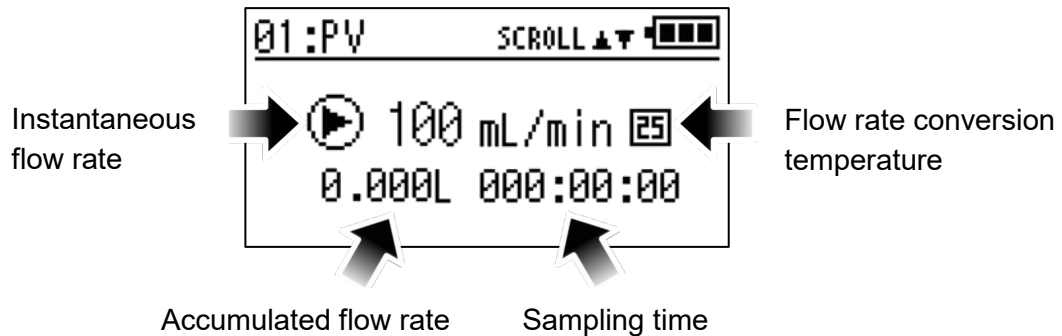 01:PV SCROLL ▲▼
Instantaneous flow rate
100 mL/min 25
Flow rate conversion temperature
0.000L 000:00:00
Accumulated flow rate
Sampling time